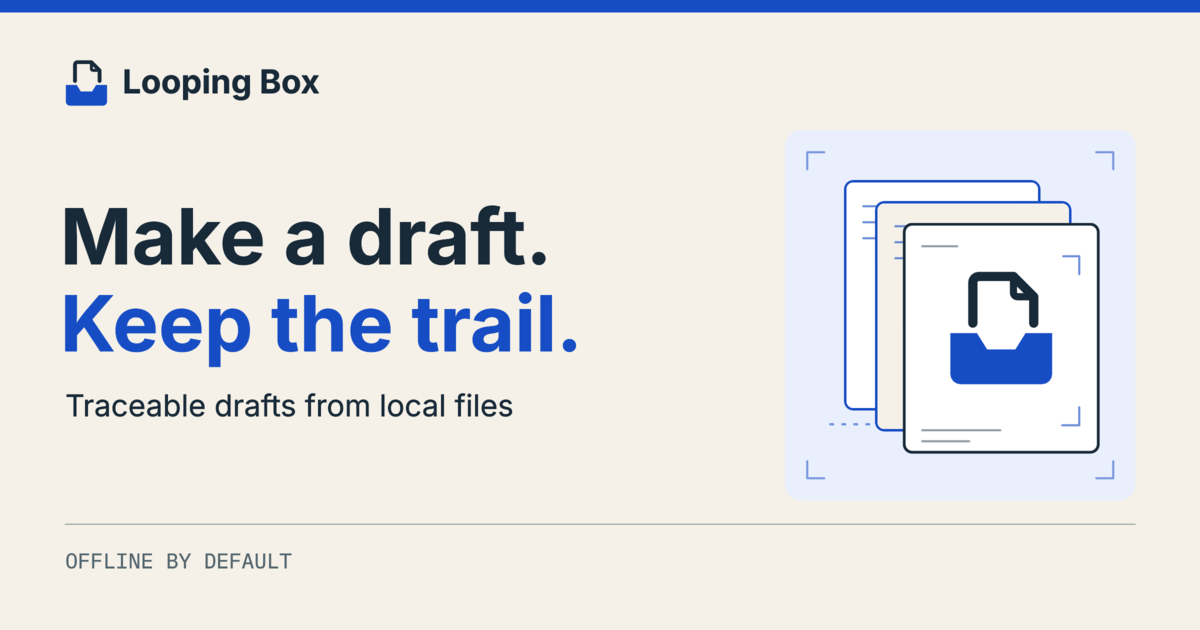 Looping Box
Make a draft.
Keep the trail.
Traceable drafts from local files
OFFLINE BY DEFAULT